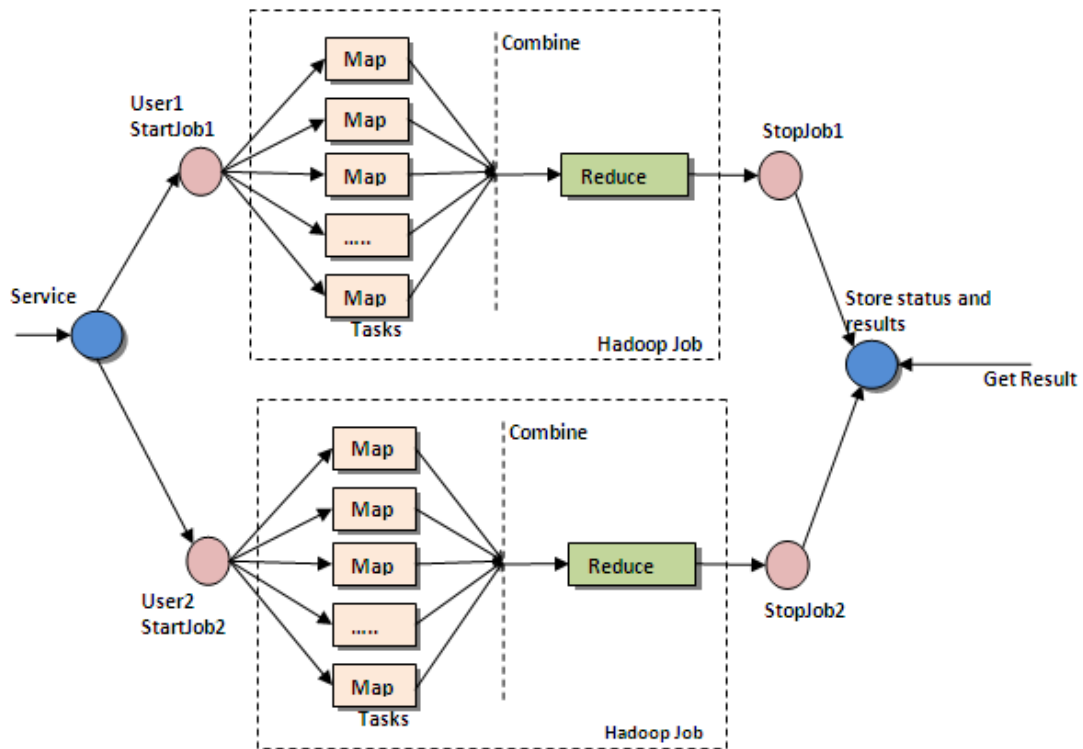 Map
Combine
User1
StartJob1
Map
StopJob1
Map
Reduce
.....
Service
Map
Store status and
results
Tasks
Hadoop Job
Get Result
Map
Combine
Map
Map
Reduce
User2
StartJob2
.....
StopJob2
Map
Tasks
Hadoop Job